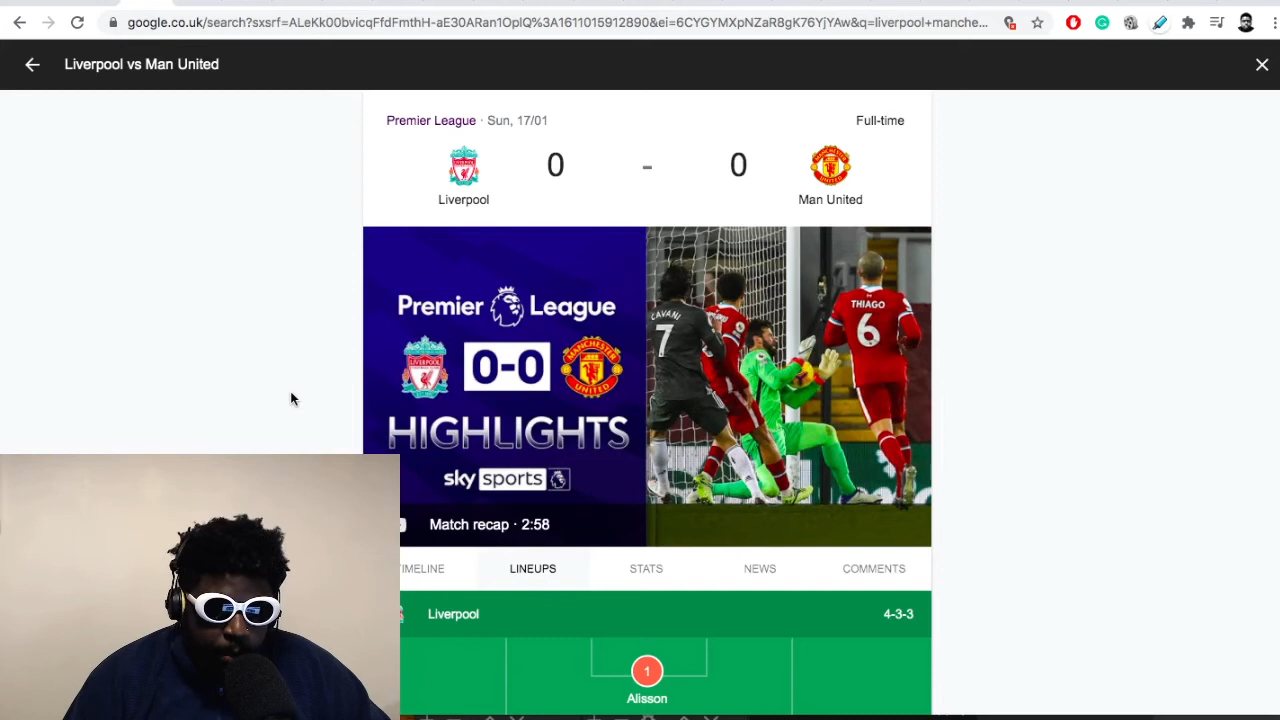 google.co.uk/search?sxsrf=ALeKk00bvicqFfdFmthH-aE30ARan1OplQ%3A1611015912890&ei=6CYGYMXpNZaR8gK76YjYAw&q=liverpool+manche...
Liverpool vs Man United
Premier League · Sun, 17/01
Full-time
0 - 0
Liverpool
Man United
Premier League
0-0
HIGHLIGHTS
sky sports
Match recap · 2:58
CAVANI
7
THIAGO
6
TIMELINE
LINEUPS
STATS
NEWS
COMMENTS
Liverpool
4-3-3
1
Alisson